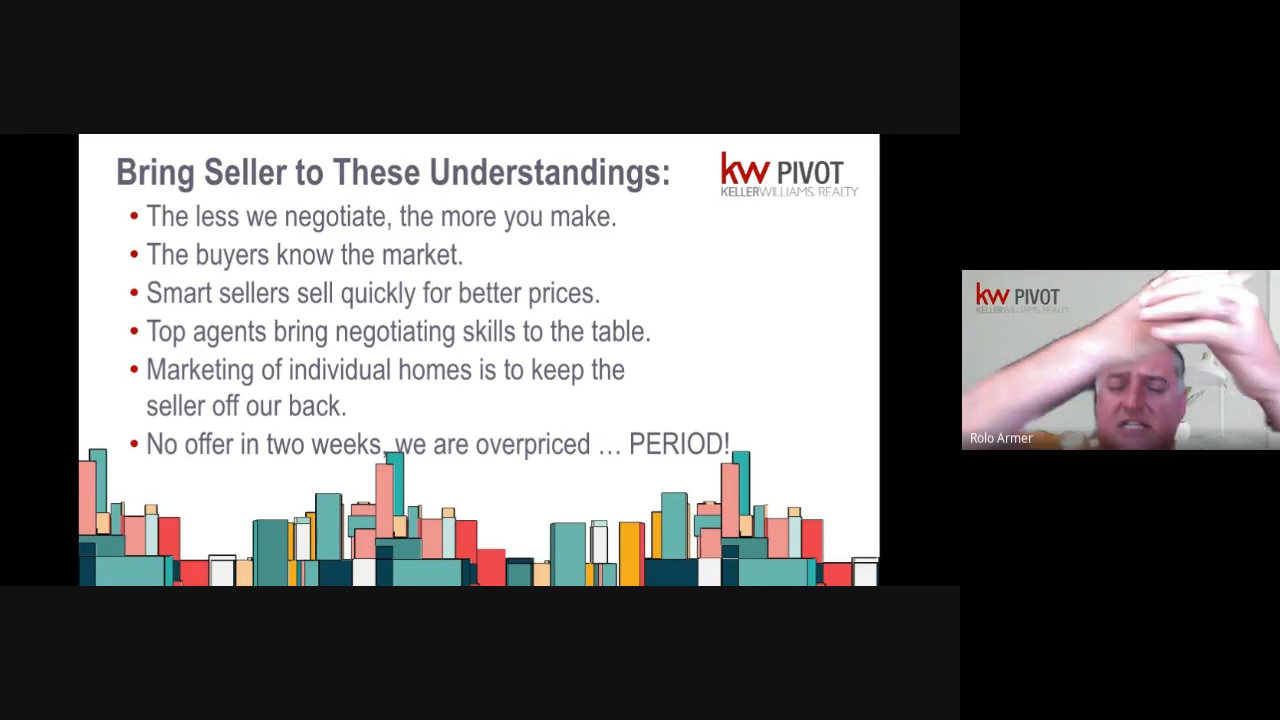 Bring Seller to These Understandings:
kw PIVOT
KELLERWILLIAMS. REALTY
• The less we negotiate, the more you make.
• The buyers know the market.
• Smart sellers sell quickly for better prices.
• Top agents bring negotiating skills to the table.
• Marketing of individual homes is to keep the
seller off our back.
• No offer in two weeks, we are overpriced … PERIOD!
kw PIVOT
KELLERWILLIAMS. REALTY
Rolo Armer